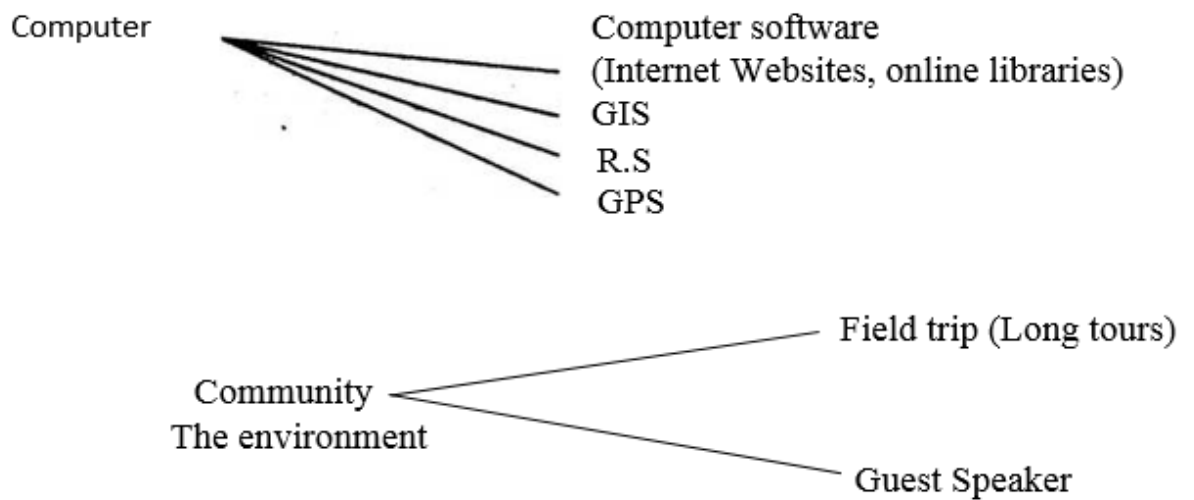 Computer
Computer software
(Internet Websites, online libraries)
GIS
R.S
GPS
Field trip (Long tours)
Community
The environment
Guest Speaker